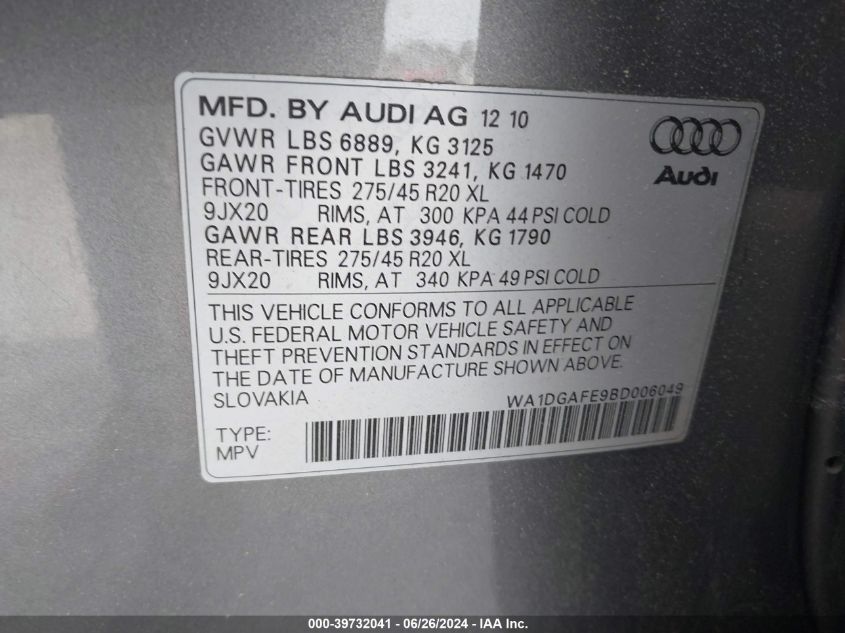 MFD. BY AUDI AG 12 10
GVWR LBS 6889, KG 3125
GAWR FRONT LBS 3241, KG 1470
FRONT-TIRES 275/45 R20 XL
9JX20 RIMS, AT 300 KPA 44 PSI COLD
GAWR REAR LBS 3946, KG 1790
REAR-TIRES 275/45 R20 XL
9JX20 RIMS, AT 340 KPA 49 PSI COLD
Audi
THIS VEHICLE CONFORMS TO ALL APPLICABLE
U.S. FEDERAL MOTOR VEHICLE SAFETY AND
THEFT PREVENTION STANDARDS IN EFFECT ON
THE DATE OF MANUFACTURE SHOWN ABOVE.
SLOVAKIA WA1DGAFE9BD006049
TYPE:
MPV
000-39732041 - 06/26/2024 - IAA Inc.